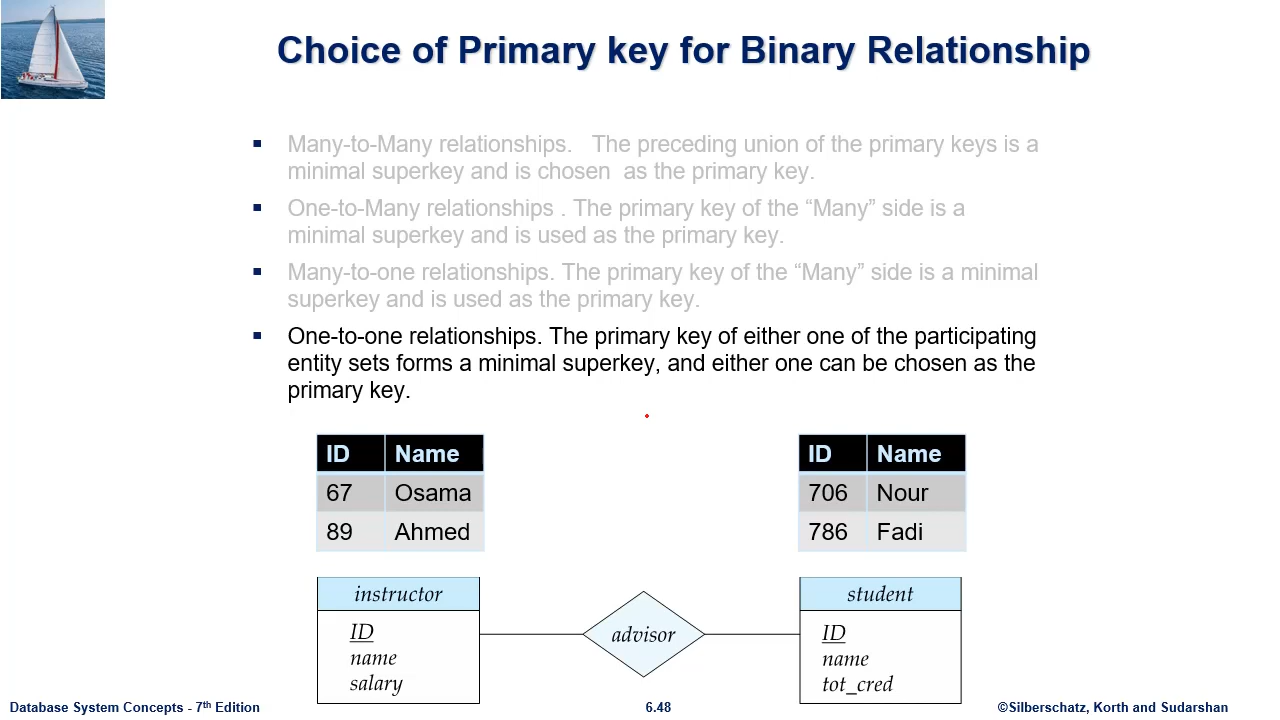 Choice of Primary key for Binary Relationship
▪ Many-to-Many relationships.   The preceding union of the primary keys is a
minimal superkey and is chosen  as the primary key.
▪ One-to-Many relationships . The primary key of the “Many” side is a
minimal superkey and is used as the primary key.
▪ Many-to-one relationships. The primary key of the “Many” side is a minimal
superkey and is used as the primary key.
▪ One-to-one relationships. The primary key of either one of the participating
entity sets forms a minimal superkey, and either one can be chosen as the
primary key.
ID Name
67 Osama
89 Ahmed
ID Name
706 Nour
786 Fadi
instructor
ID
name
salary
advisor
student
ID
name
tot_cred
Database System Concepts - 7th Edition
6.48
©Silberschatz, Korth and Sudarshan